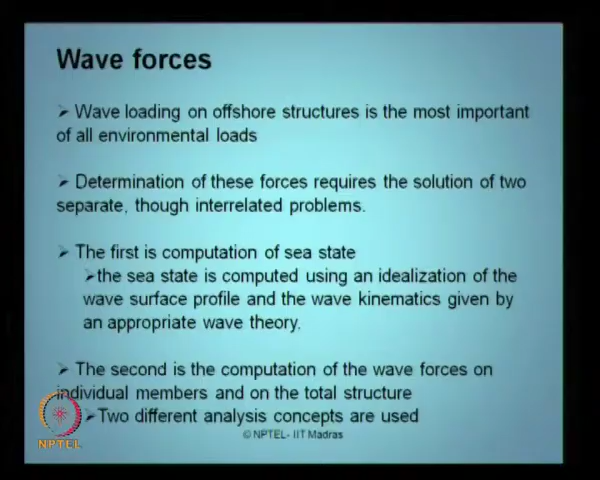 Wave forces
➢ Wave loading on offshore structures is the most important
of all environmental loads
➢ Determination of these forces requires the solution of two
separate, though interrelated problems.
➢ The first is computation of sea state
➢the sea state is computed using an idealization of the
wave surface profile and the wave kinematics given by
an appropriate wave theory.
➢ The second is the computation of the wave forces on
individual members and on the total structure
➢Two different analysis concepts are used
© NPTEL- IIT Madras
NPTEL